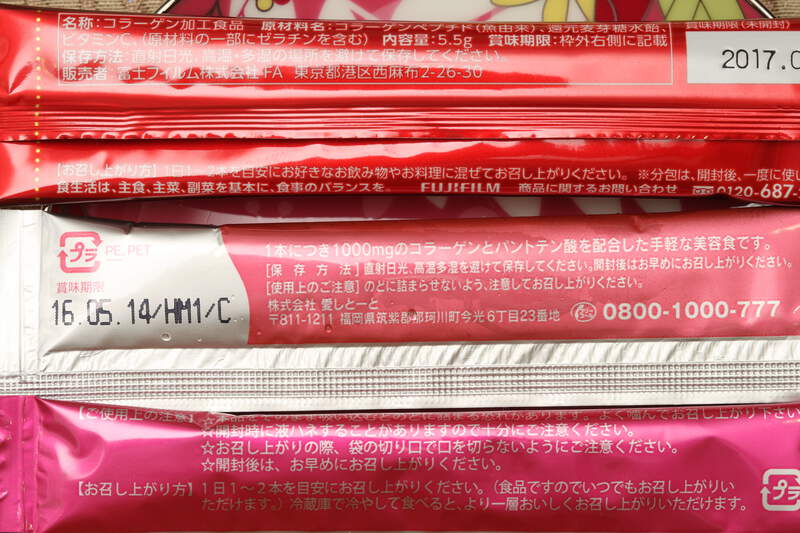 名称:コラーゲン加工食品 原材料名:コラーゲンペプチド(魚由来)、還元麦芽糖水飴、
ビタミンC、(原材料の一部にゼラチンを含む) 内容量:5.5g 賞味期限:枠外右側に記載
保存方法:直射日光、高温・多湿の場所を避けて保存してください。
販売者:富士フイルム株式会社FA 東京都港区西麻布2-26-30
賞味期限(未開封)
2017.0
【お召し上がり方】1日1〜2本を目安にお好きなお飲み物やお料理に混ぜてお召し上がりください。 ※分包は、開封後、一度に使い
食生活は、主食、主菜、副菜を基本に、食事のバランスを。 FUJIFILM 商品に関するお問い合わせ 0120-687-
プラ PE,PET
賞味期限
16.05.14/HM1/C
1本につき1000mgのコラーゲンとパントテン酸を配合した手軽な美容食です。
[保存方法]直射日光、高温多湿を避けて保存してください。開封後はお早めにお召し上がりください。
[使用上のご注意]のどに詰まらせないよう、注意してお召し上がりください。
株式会社 愛しとーと
〒811-1211 福岡県筑紫郡那珂川町今光6丁目23番地 0800-1000-777
【ご使用上の注意】 よく噛んでお召し上がり下さい
☆開封時に液ハネすることがありますので十分にご注意ください。
☆お召し上がりの際、袋の切り口で口を切らないようにご注意ください。
☆開封後は、お早めにお召し上がりください。
【お召し上がり方】1日1〜2本を目安にお召し上がりください。(食品ですのでいつでもお召し上がりい
ただけます。)冷蔵庫で冷やして食べると、より一層おいしくお召し上がりいただけます。
プラ